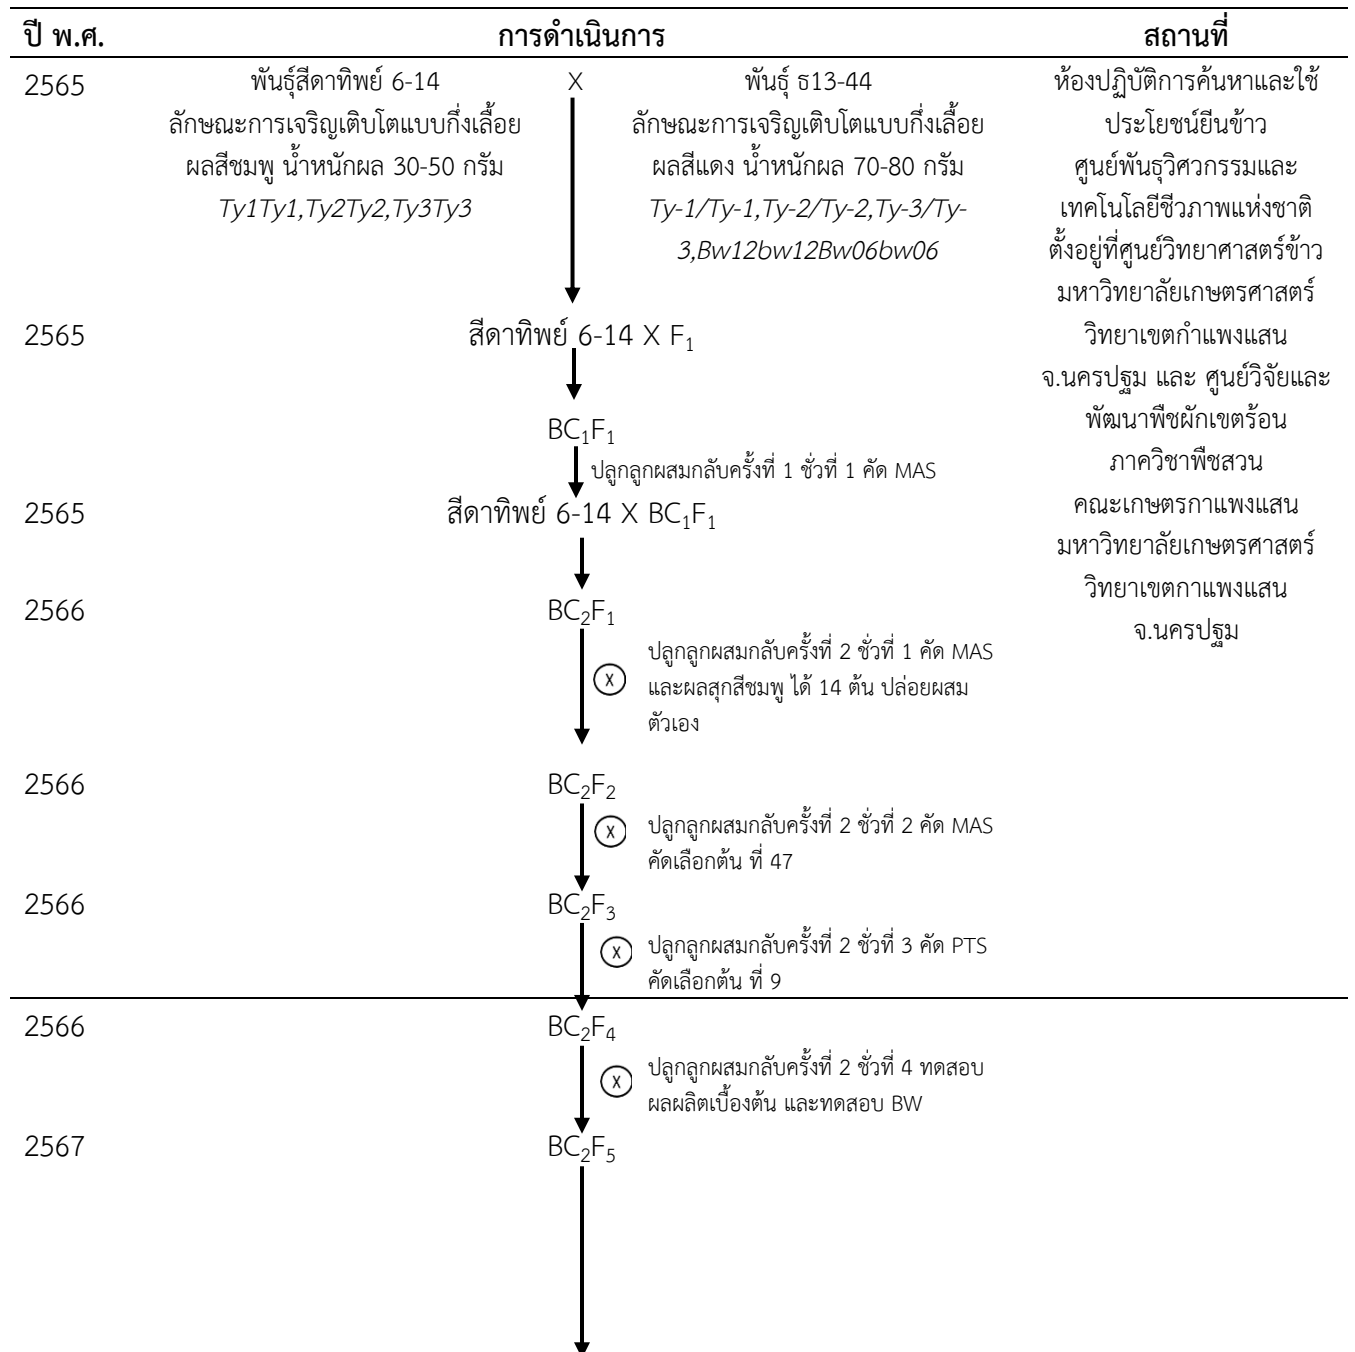 ปี พ.ศ. การดำเนินการ สถานที่
2565 พันธุ์สีดาทิพย์ 6-14 X พันธุ์ ธ13-44 ห้องปฏิบัติการค้นหาและใช้
ลักษณะการเจริญเติบโตแบบกึ่งเลื้อย ลักษณะการเจริญเติบโตแบบกึ่งเลื้อย ประโยชน์ยีนข้าว
ผลสีชมพู น้ำหนักผล 30-50 กรัม ผลสีแดง น้ำหนักผล 70-80 กรัม ศูนย์พันธุวิศวกรรมและ
Ty1Ty1,Ty2Ty2,Ty3Ty3 Ty-1/Ty-1,Ty-2/Ty-2,Ty-3/Ty- เทคโนโลยีชีวภาพแห่งชาติ
3,Bw12bw12Bw06bw06 ตั้งอยู่ที่ศูนย์วิทยาศาสตร์ข้าว
มหาวิทยาลัยเกษตรศาสตร์
2565 สีดาทิพย์ 6-14 X F₁ วิทยาเขตกำแพงแสน
จ.นครปฐม และ ศูนย์วิจัยและ
BC₁F₁ พัฒนาพืชผักเขตร้อน
ปลูกลูกผสมกลับครั้งที่ 1 ชั่วที่ 1 คัด MAS ภาควิชาพืชสวน
2565 สีดาทิพย์ 6-14 X BC₁F₁ คณะเกษตรกาแพงแสน
มหาวิทยาลัยเกษตรศาสตร์
วิทยาเขตกาแพงแสน
2566 BC₂F₁ จ.นครปฐม
ปลูกลูกผสมกลับครั้งที่ 2 ชั่วที่ 1 คัด MAS
X และผลสุกสีชมพู ได้ 14 ต้น ปล่อยผสม
ตัวเอง
2566 BC₂F₂
X ปลูกลูกผสมกลับครั้งที่ 2 ชั่วที่ 2 คัด MAS
คัดเลือกต้น ที่ 47
2566 BC₂F₃
X ปลูกลูกผสมกลับครั้งที่ 2 ชั่วที่ 3 คัด PTS
คัดเลือกต้น ที่ 9
2566 BC₂F₄
X ปลูกลูกผสมกลับครั้งที่ 2 ชั่วที่ 4 ทดสอบ
ผลผลิตเบื้องต้น และทดสอบ BW
2567 BC₂F₅